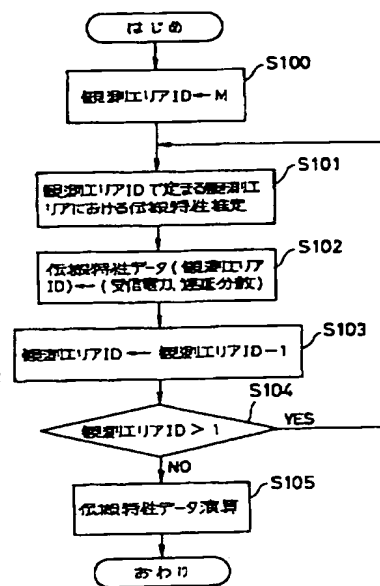 はじめ
S100
観測エリアID←M
S101
観測エリアIDで定まる観測エ
リアにおける伝搬特性推定
S102
伝搬特性データ(観測エリア
ID)←(受信電力、遅延分散)
S103
観測エリアID ← 観測エリアID-1
S104
観測エリアID > 1
YES
NO
S105
伝搬特性データ演算
おわり